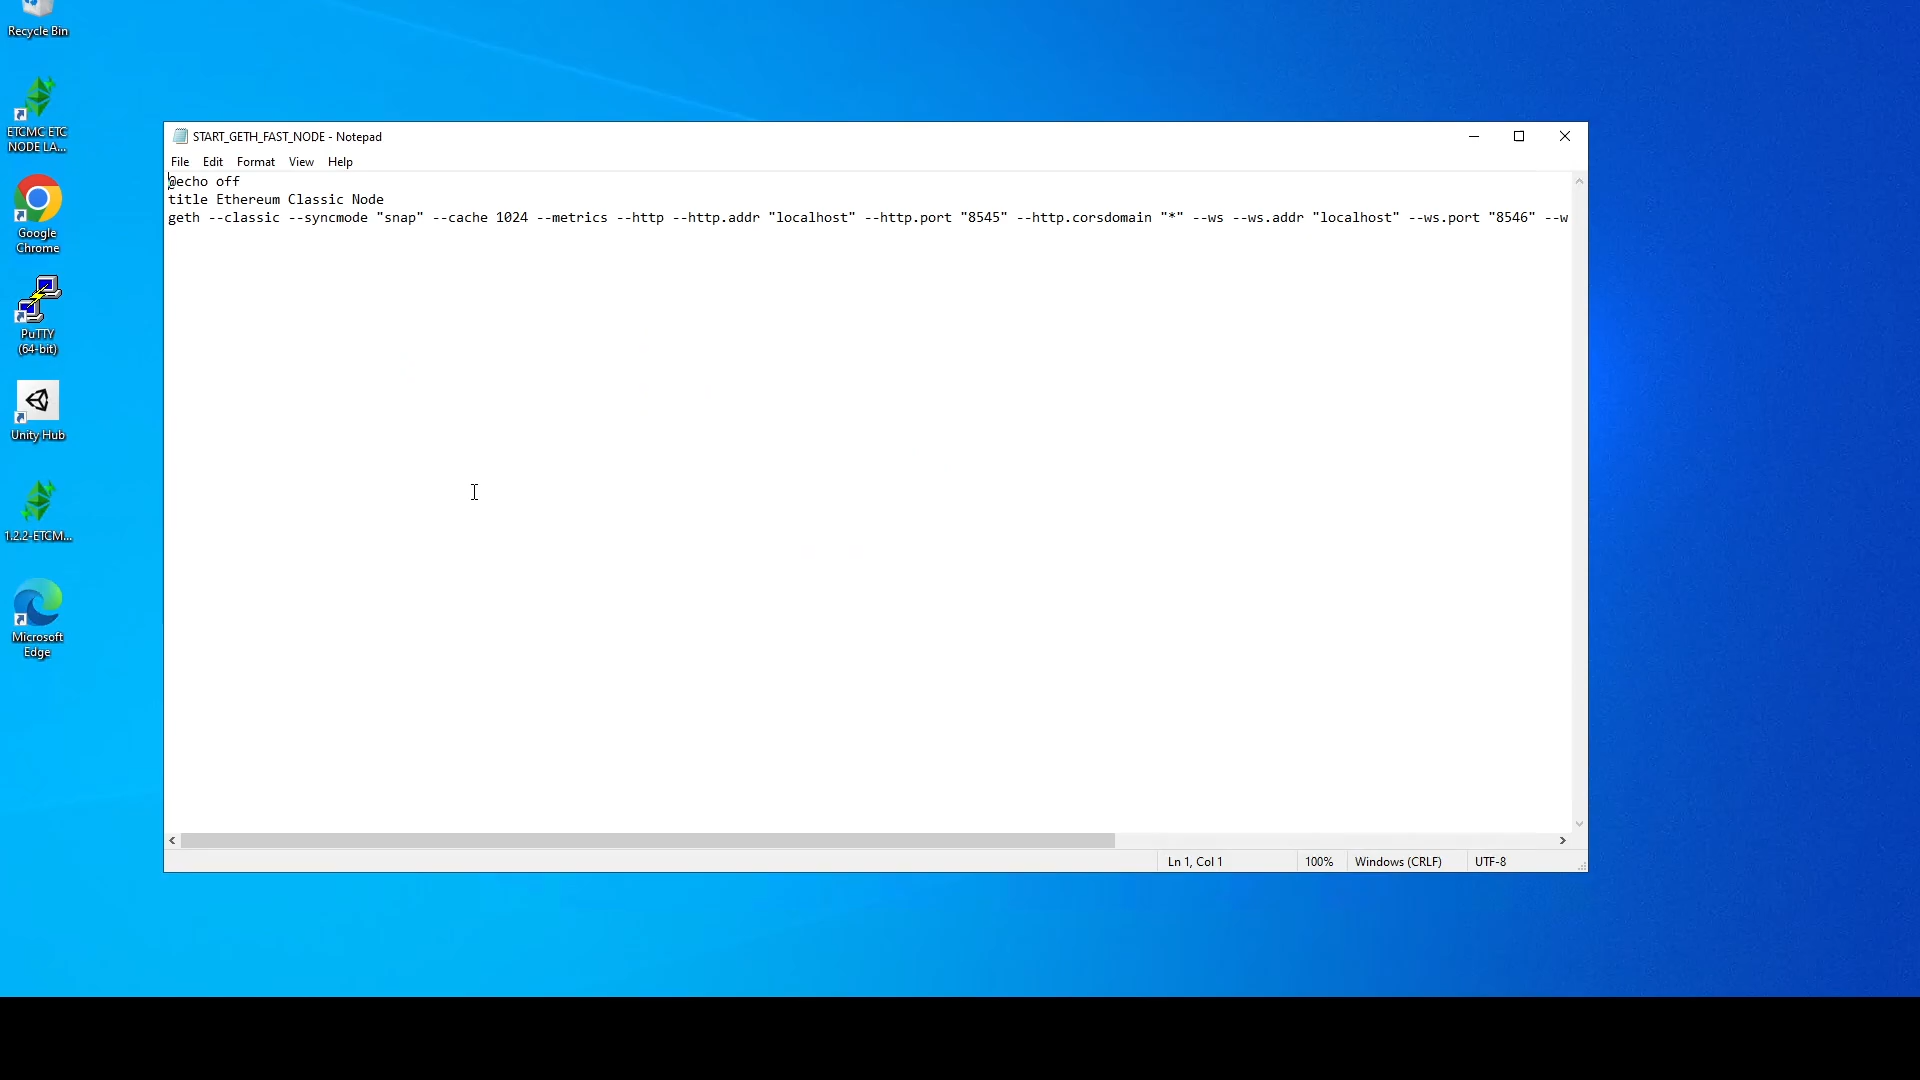 Recycle Bin
ETCMC ETC
NODE LA...
Google
Chrome
PuTTY
(64-bit)
Unity Hub
1.2.2-ETCM...
Microsoft
Edge
START_GETH_FAST_NODE - Notepad
File Edit Format View Help
@echo off
title Ethereum Classic Node
geth --classic --syncmode "snap" --cache 1024 --metrics --http --http.addr "localhost" --http.port "8545" --http.corsdomain "*" --ws --ws.addr "localhost" --ws.port "8546" --w
Ln 1, Col 1 100% Windows (CRLF) UTF-8